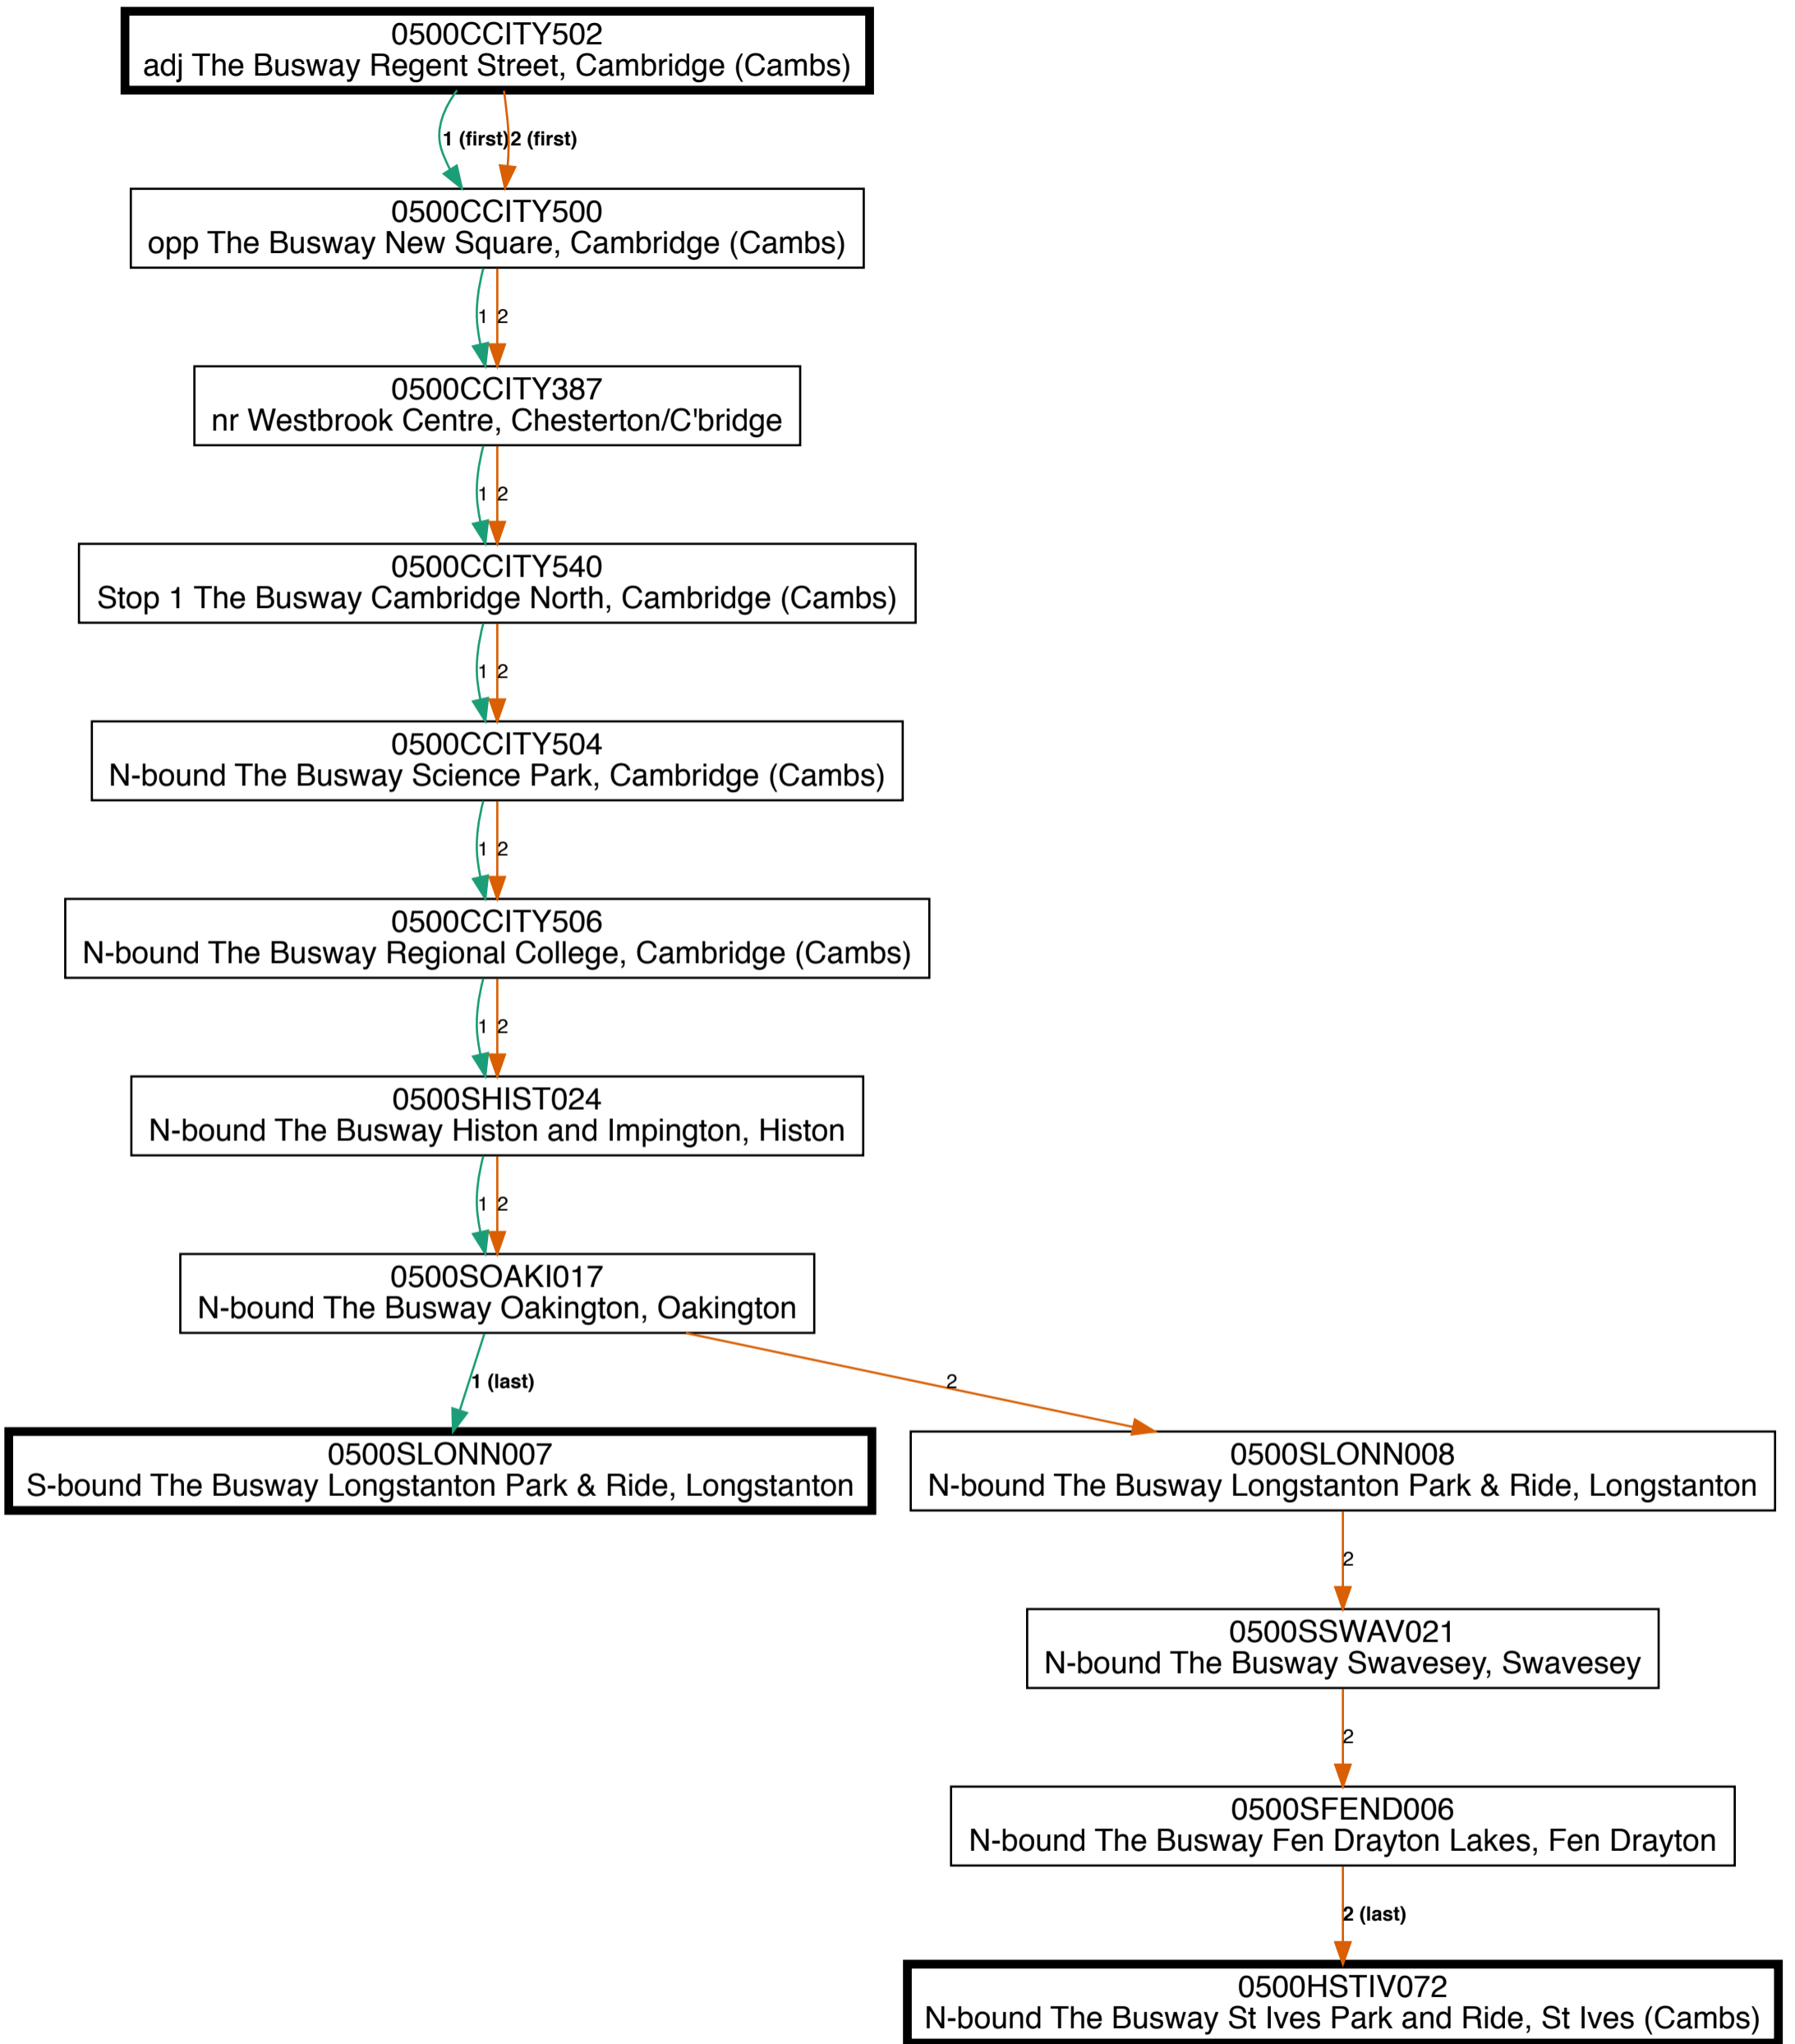 0500CCITY502
adj The Busway Regent Street, Cambridge (Cambs)
1 (first) 2 (first)
0500CCITY500
opp The Busway New Square, Cambridge (Cambs)
1 2
0500CCITY387
nr Westbrook Centre, Chesterton/C'bridge
1 2
0500CCITY540
Stop 1 The Busway Cambridge North, Cambridge (Cambs)
1 2
0500CCITY504
N-bound The Busway Science Park, Cambridge (Cambs)
1 2
0500CCITY506
N-bound The Busway Regional College, Cambridge (Cambs)
1 2
0500SHIST024
N-bound The Busway Histon and Impington, Histon
1 2
0500SOAKI017
N-bound The Busway Oakington, Oakington
1 (last)
2
0500SLONN007
S-bound The Busway Longstanton Park & Ride, Longstanton
0500SLONN008
N-bound The Busway Longstanton Park & Ride, Longstanton
2
0500SSWAV021
N-bound The Busway Swavesey, Swavesey
2
0500SFEND006
N-bound The Busway Fen Drayton Lakes, Fen Drayton
2 (last)
0500HSTIV072
N-bound The Busway St Ives Park and Ride, St Ives (Cambs)